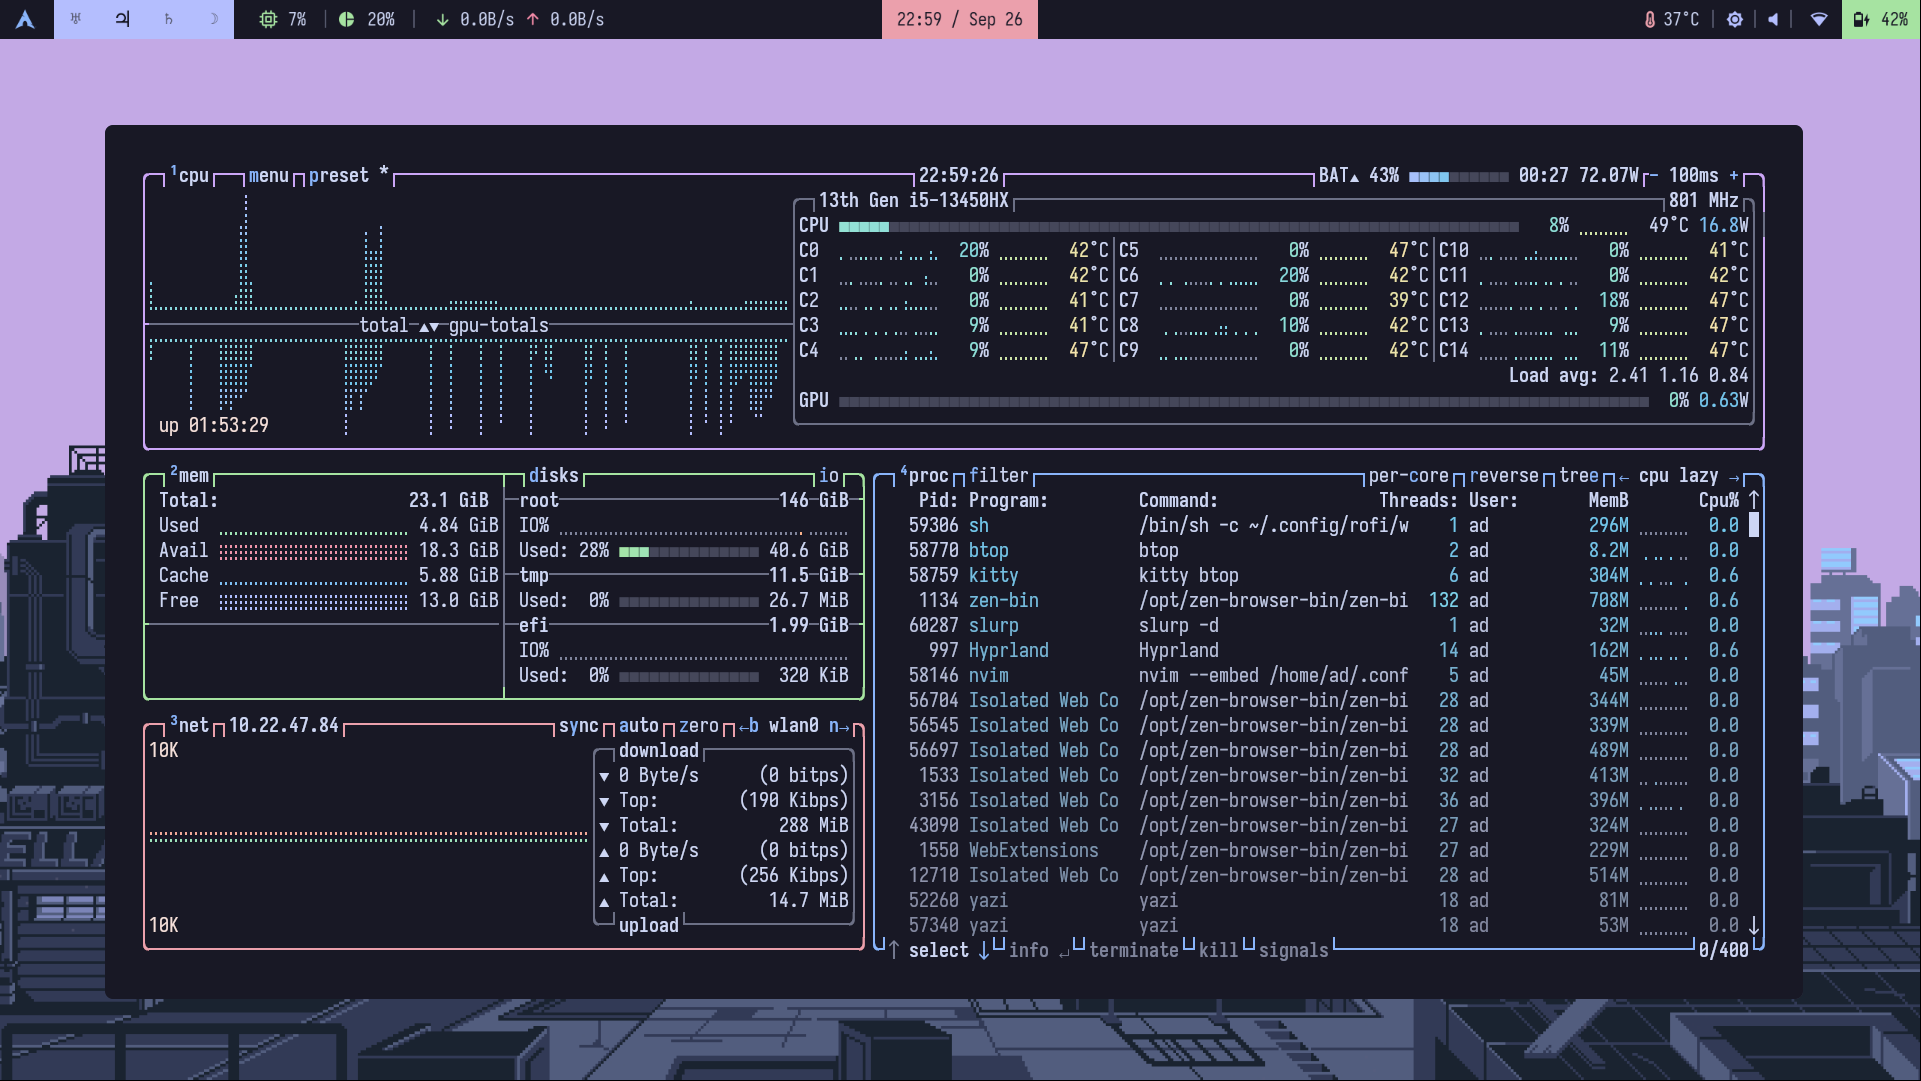 7% 20% 0.0B/s 0.0B/s 22:59 / Sep 26 37°C 42%
1cpu menu preset * 22:59:26 BAT▲ 43% 00:27 72.07W - 100ms +
13th Gen i5-13450HX 801 MHz
CPU 8% 49°C 16.8W
C0 20% 42°C C5 0% 47°C C10 0% 41°C
C1 0% 42°C C6 20% 42°C C11 0% 42°C
C2 0% 41°C C7 0% 39°C C12 18% 47°C
total ▲▼ gpu-totals
C3 9% 41°C C8 10% 42°C C13 9% 47°C
C4 9% 47°C C9 0% 42°C C14 11% 47°C
Load avg: 2.41 1.16 0.84
GPU 0% 0.63W
up 01:53:29
2mem
Total: 23.1 GiB
Used 4.84 GiB
Avail 18.3 GiB
Cache 5.88 GiB
Free 13.0 GiB
disks io
root 146 GiB
IO%
Used: 28% 40.6 GiB
tmp 11.5 GiB
Used: 0% 26.7 MiB
efi 1.99 GiB
IO%
Used: 0% 320 KiB
3net 10.22.47.84 sync auto zero ←b wlan0 n→
10K
download
▼ 0 Byte/s (0 bitps)
▼ Top: (190 Kibps)
▼ Total: 288 MiB
▲ 0 Byte/s (0 bitps)
▲ Top: (256 Kibps)
▲ Total: 14.7 MiB
upload
10K
4proc filter per-core reverse tree ← cpu lazy →
Pid: Program: Command: Threads: User: MemB Cpu% ↑
59306 sh /bin/sh -c ~/.config/rofi/w 1 ad 296M 0.0
58770 btop btop 2 ad 8.2M 0.0
58759 kitty kitty btop 6 ad 304M 0.6
1134 zen-bin /opt/zen-browser-bin/zen-bi 132 ad 708M 0.6
60287 slurp slurp -d 1 ad 32M 0.0
997 Hyprland Hyprland 14 ad 162M 0.6
58146 nvim nvim --embed /home/ad/.conf 5 ad 45M 0.0
56704 Isolated Web Co /opt/zen-browser-bin/zen-bi 28 ad 344M 0.0
56545 Isolated Web Co /opt/zen-browser-bin/zen-bi 28 ad 339M 0.0
56697 Isolated Web Co /opt/zen-browser-bin/zen-bi 28 ad 489M 0.0
1533 Isolated Web Co /opt/zen-browser-bin/zen-bi 32 ad 413M 0.0
3156 Isolated Web Co /opt/zen-browser-bin/zen-bi 36 ad 396M 0.0
43090 Isolated Web Co /opt/zen-browser-bin/zen-bi 27 ad 324M 0.0
1550 WebExtensions /opt/zen-browser-bin/zen-bi 27 ad 229M 0.0
12710 Isolated Web Co /opt/zen-browser-bin/zen-bi 28 ad 514M 0.0
52260 yazi yazi 18 ad 81M 0.0
57340 yazi yazi 18 ad 53M 0.0 ↓
↑ select ↓ info ↵ terminate kill signals 0/400
ELLA